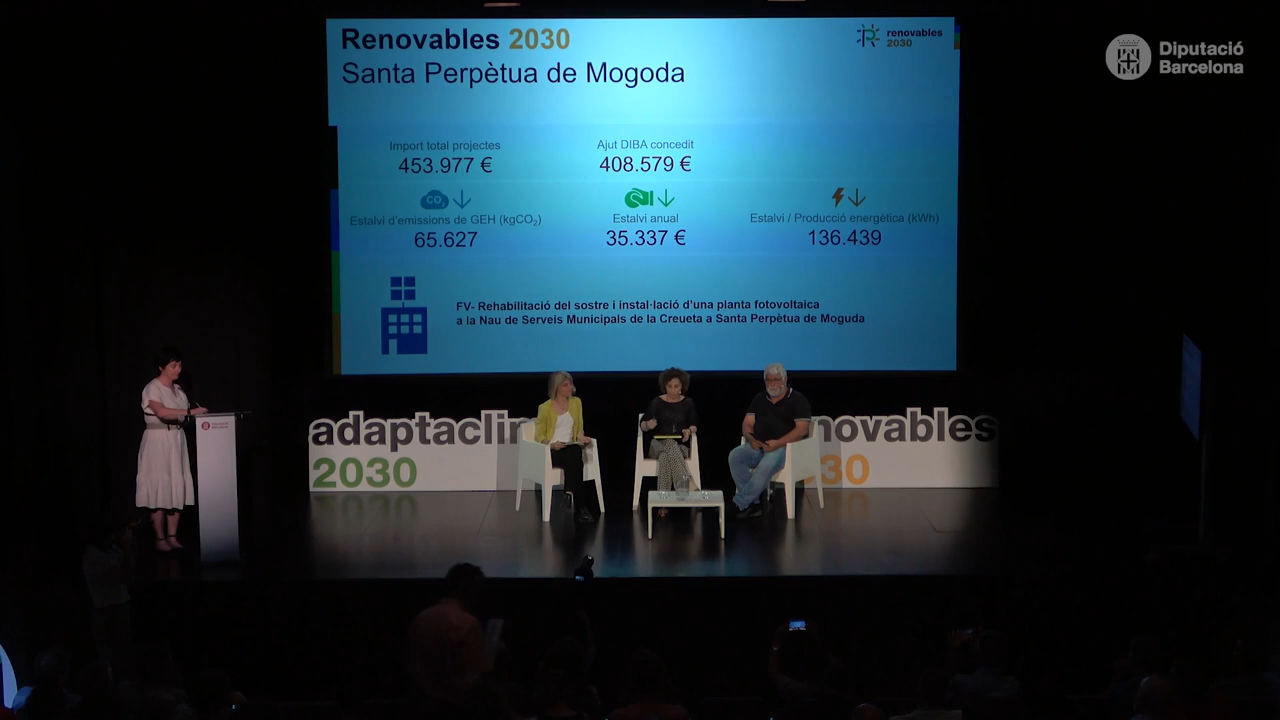 Renovables 2030
Santa Perpètua de Mogoda
renovables
2030
Diputació
Barcelona
Import total projectes
453.977 €
Ajut DIBA concedit
408.579 €
CO₂
Estalvi d'emissions de GEH (kgCO₂)
65.627
Estalvi anual
35.337 €
Estalvi / Producció energètica (kWh)
136.439
FV- Rehabilitació del sostre i instal·lació d'una planta fotovoltaica
a la Nau de Serveis Municipals de la Creueta a Santa Perpètua de Moguda
adaptaclin
2030
novables
30